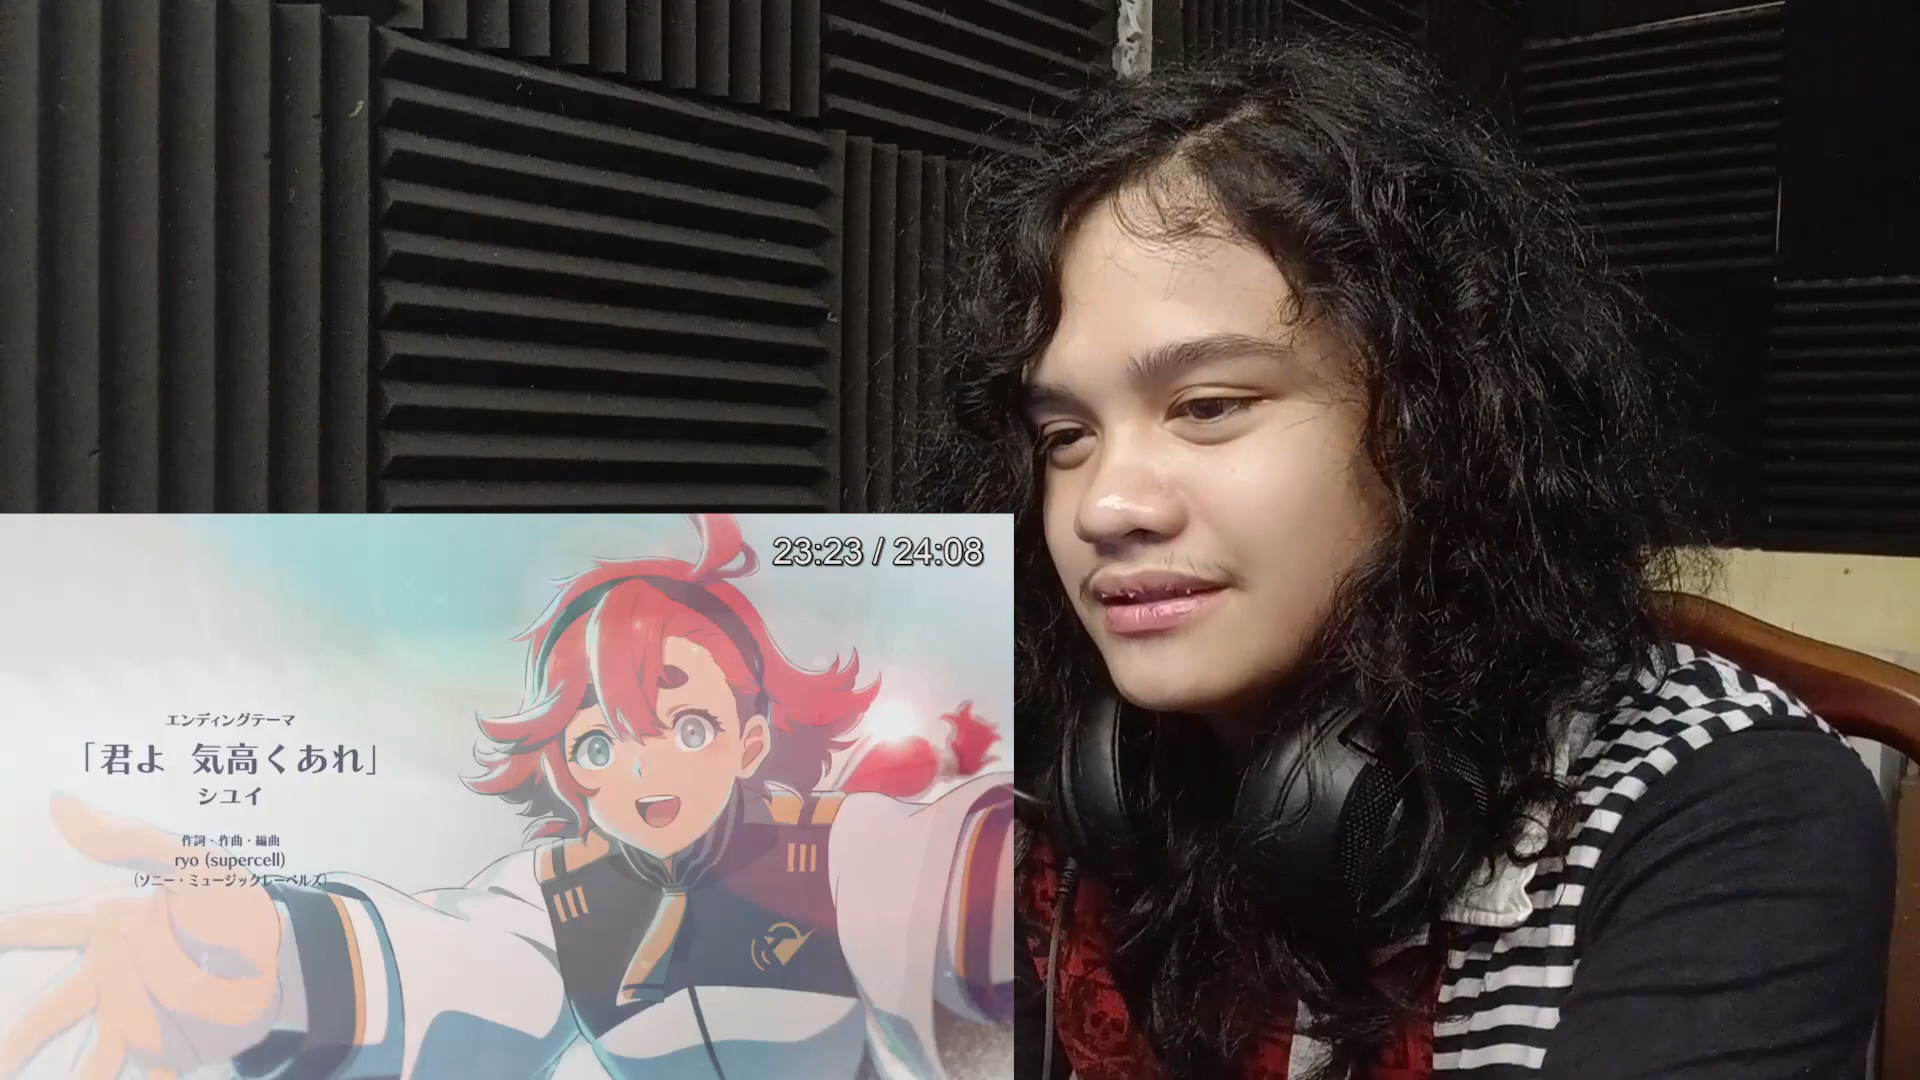 23:23 / 24:08
エンディングテーマ
「君よ 気高くあれ」
シユイ
作詞・作曲・編曲
ryo (supercell)
(ソニー・ミュージックレーベルズ)